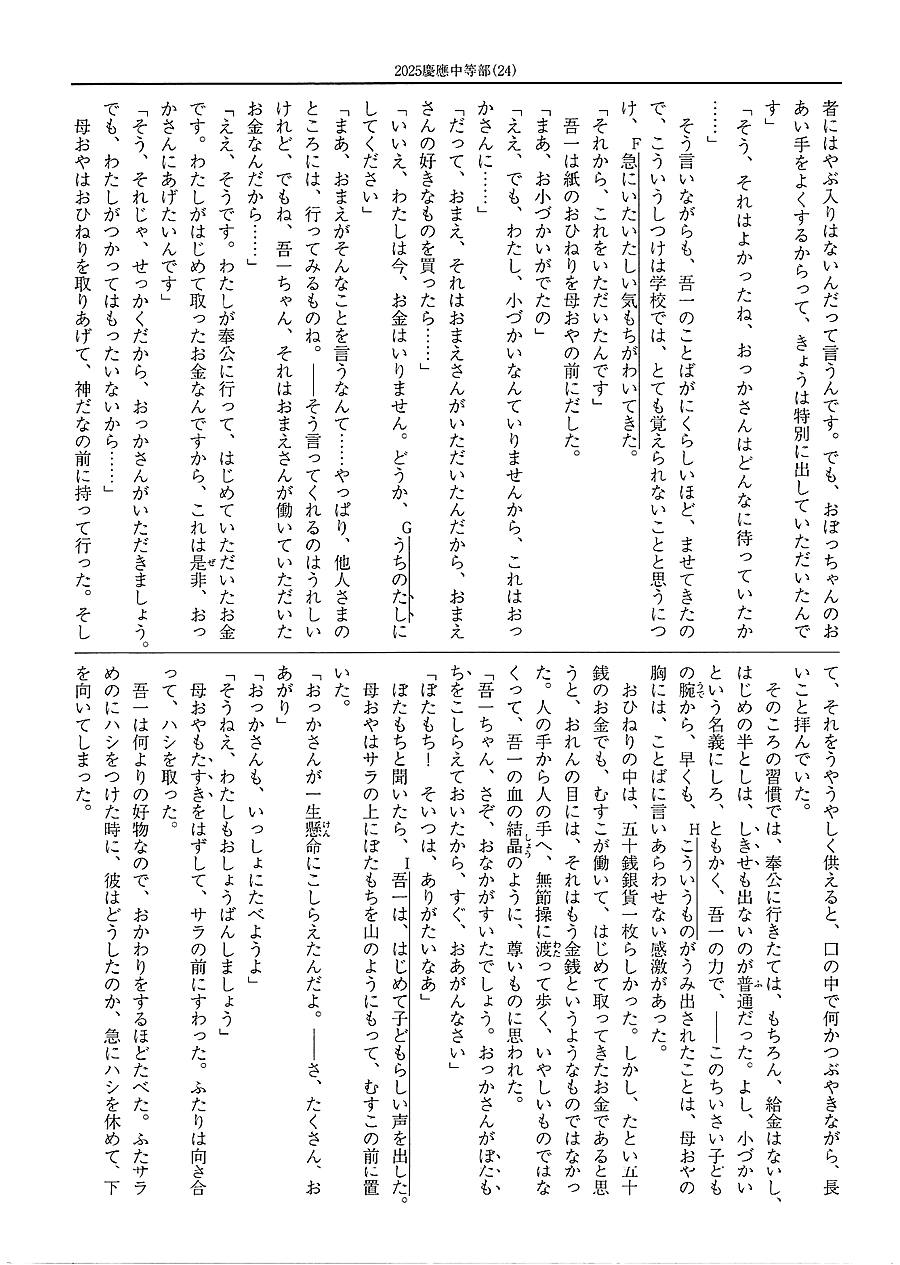 2025慶應中等部(24)
者にはやぶ入りはないんだって言うんです。でも、おぼっちゃんのお
あい手をよくするからって、きょうは特別に出していただいたんで
す」
「そう、それはよかったね、おっかさんはどんなに待っていたか
……」
そう言いながらも、吾一のことばがにくらしいほど、ませてきたの
で、こういうしつけは学校では、とても覚えられないことと思うにつ
け、F急にいたいたしい気もちがわいてきた。
「それから、これをいただいたんです」
吾一は紙のおひねりを母おやの前にだした。
「まあ、お小づかいがでたの」
「ええ、でも、わたし、小づかいなんていりませんから、これはおっ
かさんに……」
「だって、おまえ、それはおまえさんがいただいたんだから、おまえ
さんの好きなものを買ったら……」
「いいえ、わたしは今、お金はいりません。どうか、Gうちのたしに
してください」
「まあ、おまえがそんなことを言うなんて……やっぱり、他人さまの
ところには、行ってみるものね。――そう言ってくれるのはうれしい
けれど、でもね、吾一ちゃん、それはおまえさんが働いていただいた
お金なんだから……」
「ええ、そうです。わたしが奉公に行って、はじめていただいたお金
です。わたしがはじめて取ったお金なんですから、これは是非、おっ
かさんにあげたいんです」
「そう、それじゃ、せっかくだから、おっかさんがいただきましょう。
でも、わたしがつかってはもったいないから……」
母おやはおひねりを取りあげて、神だなの前に持って行った。そし
て、それをうやうやしく供えると、口の中で何かつぶやきながら、長
いこと拝んでいた。
そのころの習慣では、奉公に行きたては、もちろん、給金はないし、
はじめの半としは、しきせも出ないのが普通だった。よし、小づかい
という名義にしろ、ともかく、吾一の力で、――このちいさい子ども
の腕から、早くも、Hこういうものがうみ出されたことは、母おやの
胸には、ことばに言いあらわせない感激があった。
おひねりの中は、五十銭銀貨一枚らしかった。しかし、たとい五十
銭のお金でも、むすこが働いて、はじめて取ってきたお金であると思
うと、おれんの目には、それはもう金銭というようなものではなかっ
た。人の手から人の手へ、無節操に渡って歩く、いやしいものではな
くって、吾一の血の結晶のように、尊いものに思われた。
「吾一ちゃん、さぞ、おなかがすいたでしょう。おっかさんがぼたも
ちをこしらえておいたから、すぐ、おあがんなさい」
「ぼたもち！　そいつは、ありがたいなあ」
ぼたもちと聞いたら、I吾一は、はじめて子どもらしい声を出した。
母おやはサラの上にぼたもちを山のようにもって、むすこの前に置
いた。
「おっかさんが一生懸命にこしらえたんだよ。――さ、たくさん、お
あがり」
「おっかさんも、いっしょにたべようよ」
「そうねえ、わたしもおしょうばんしましょう」
母おやもたすきをはずして、サラの前にすわった。ふたりは向き合
って、ハシを取った。
吾一は何よりの好物なので、おかわりをするほどたべた。ふたサラ
めのにハシをつけた時に、彼はどうしたのか、急にハシを休めて、下
を向いてしまった。